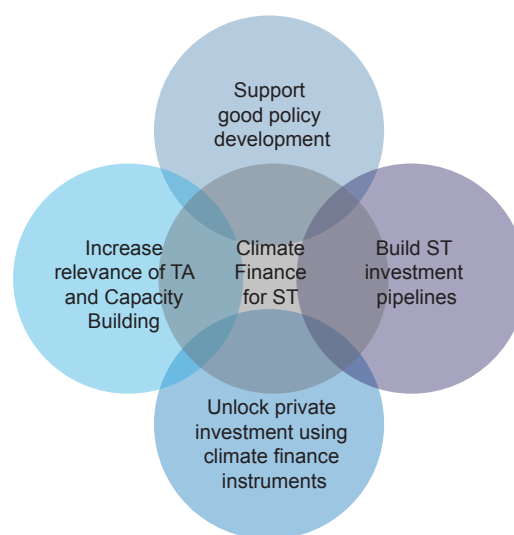 Support
good policy
development
Increase
relevance of TA
and Capacity
Building
Climate
Finance
for ST
Build ST
investment
pipelines
Unlock private
investment using
climate finance
instruments